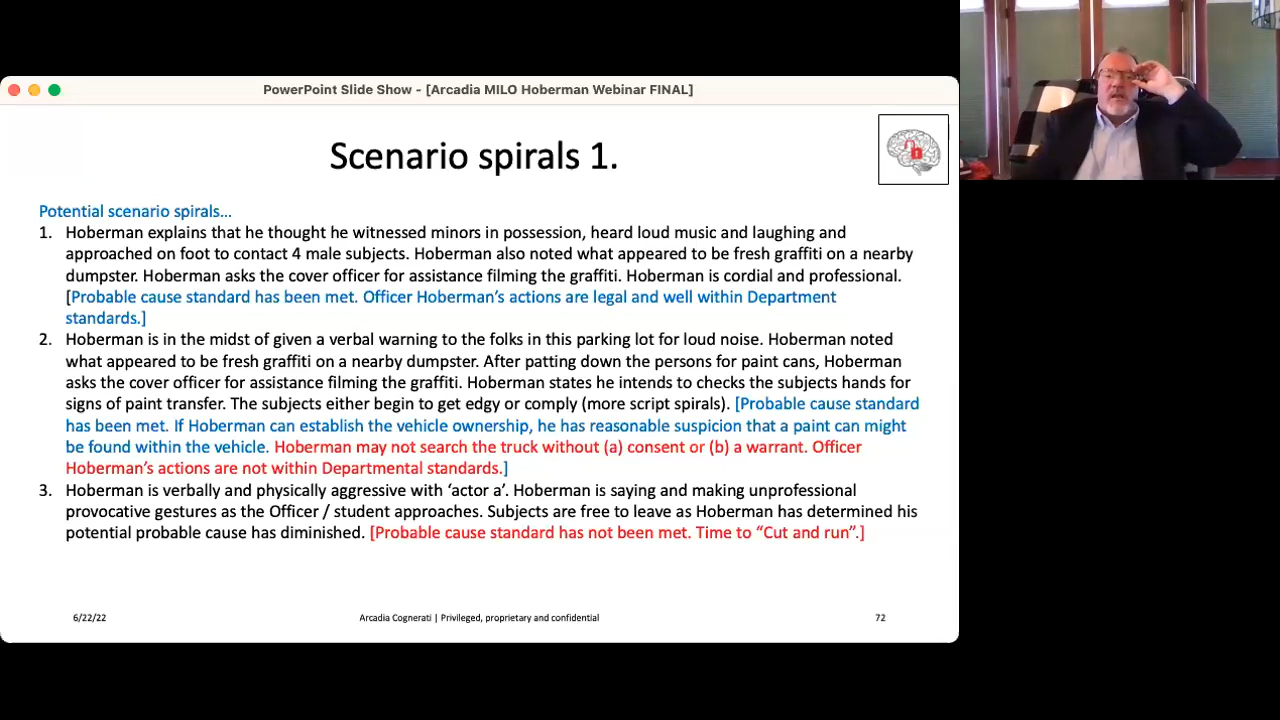 PowerPoint Slide Show - [Arcadia MILO Hoberman Webinar FINAL]
Scenario spirals 1.
Potential scenario spirals...
1. Hoberman explains that he thought he witnessed minors in possession, heard loud music and laughing and
approached on foot to contact 4 male subjects. Hoberman also noted what appeared to be fresh graffiti on a nearby
dumpster. Hoberman asks the cover officer for assistance filming the graffiti. Hoberman is cordial and professional.
[Probable cause standard has been met. Officer Hoberman's actions are legal and well within Department
standards.]
2. Hoberman is in the midst of given a verbal warning to the folks in this parking lot for loud noise. Hoberman noted
what appeared to be fresh graffiti on a nearby dumpster. After patting down the persons for paint cans, Hoberman
asks the cover officer for assistance filming the graffiti. Hoberman states he intends to checks the subjects hands for
signs of paint transfer. The subjects either begin to get edgy or comply (more script spirals). [Probable cause standard
has been met. If Hoberman can establish the vehicle ownership, he has reasonable suspicion that a paint can might
be found within the vehicle. Hoberman may not search the truck without (a) consent or (b) a warrant. Officer
Hoberman's actions are not within Departmental standards.]
3. Hoberman is verbally and physically aggressive with 'actor a'. Hoberman is saying and making unprofessional
provocative gestures as the Officer / student approaches. Subjects are free to leave as Hoberman has determined his
potential probable cause has diminished. [Probable cause standard has not been met. Time to "Cut and run".]
6/22/22
Arcadia Cognerati | Privileged, proprietary and confidential
72